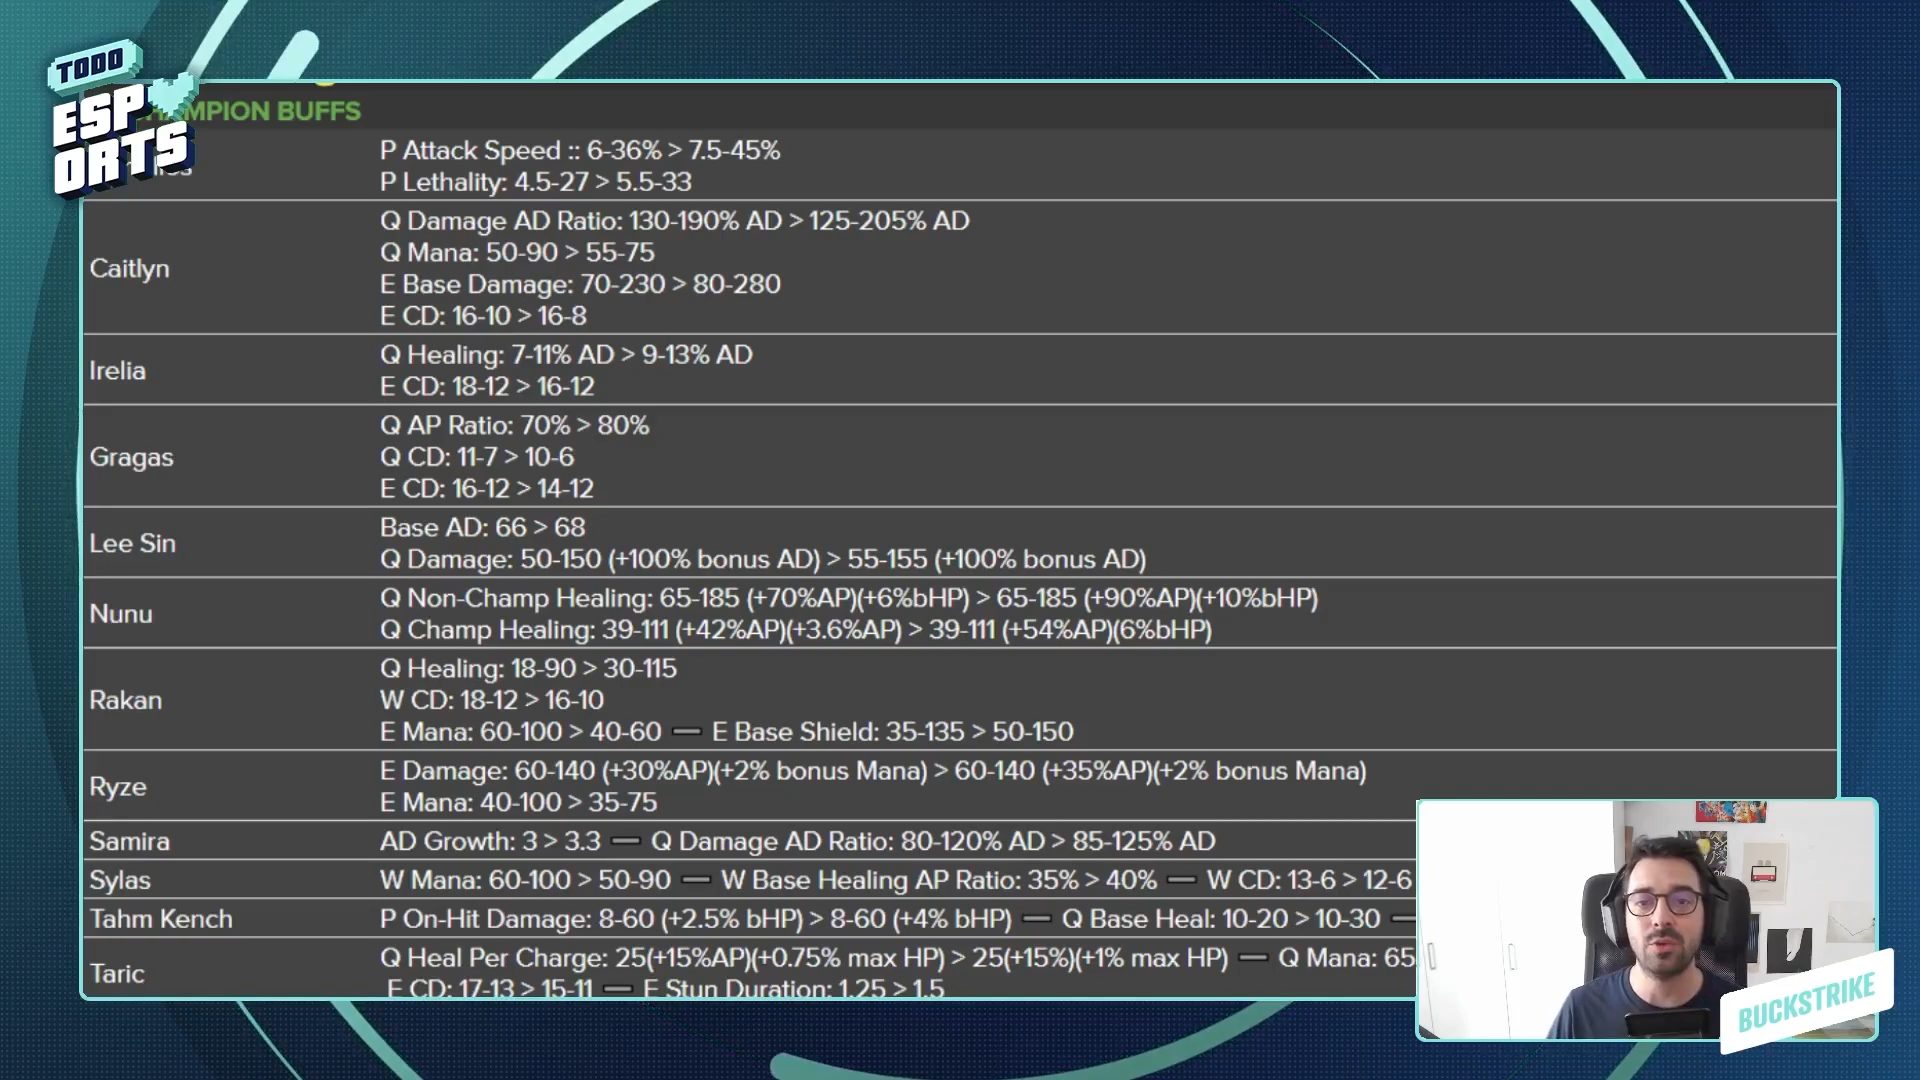 TODO
ESP
ORTS
MPION BUFFS
P Attack Speed :: 6-36% > 7.5-45%
P Lethality: 4.5-27 > 5.5-33
Caitlyn
Q Damage AD Ratio: 130-190% AD > 125-205% AD
Q Mana: 50-90 > 55-75
E Base Damage: 70-230 > 80-280
E CD: 16-10 > 16-8
Irelia
Q Healing: 7-11% AD > 9-13% AD
E CD: 18-12 > 16-12
Gragas
Q AP Ratio: 70% > 80%
Q CD: 11-7 > 10-6
E CD: 16-12 > 14-12
Lee Sin
Base AD: 66 > 68
Q Damage: 50-150 (+100% bonus AD) > 55-155 (+100% bonus AD)
Nunu
Q Non-Champ Healing: 65-185 (+70%AP)(+6%bHP) > 65-185 (+90%AP)(+10%bHP)
Q Champ Healing: 39-111 (+42%AP)(+3.6%AP) > 39-111 (+54%AP)(6%bHP)
Rakan
Q Healing: 18-90 > 30-115
W CD: 18-12 > 16-10
E Mana: 60-100 > 40-60 — E Base Shield: 35-135 > 50-150
Ryze
E Damage: 60-140 (+30%AP)(+2% bonus Mana) > 60-140 (+35%AP)(+2% bonus Mana)
E Mana: 40-100 > 35-75
Samira
AD Growth: 3 > 3.3 — Q Damage AD Ratio: 80-120% AD > 85-125% AD
Sylas
W Mana: 60-100 > 50-90 — W Base Healing AP Ratio: 35% > 40% — W CD: 13-6 > 12-6
Tahm Kench
P On-Hit Damage: 8-60 (+2.5% bHP) > 8-60 (+4% bHP) — Q Base Heal: 10-20 > 10-30 —
Taric
Q Heal Per Charge: 25(+15%AP)(+0.75% max HP) > 25(+15%)(+1% max HP) — Q Mana: 65
E CD: 17-13 > 15-11 — E Stun Duration: 1.25 > 1.5
BUCKSTRIKE